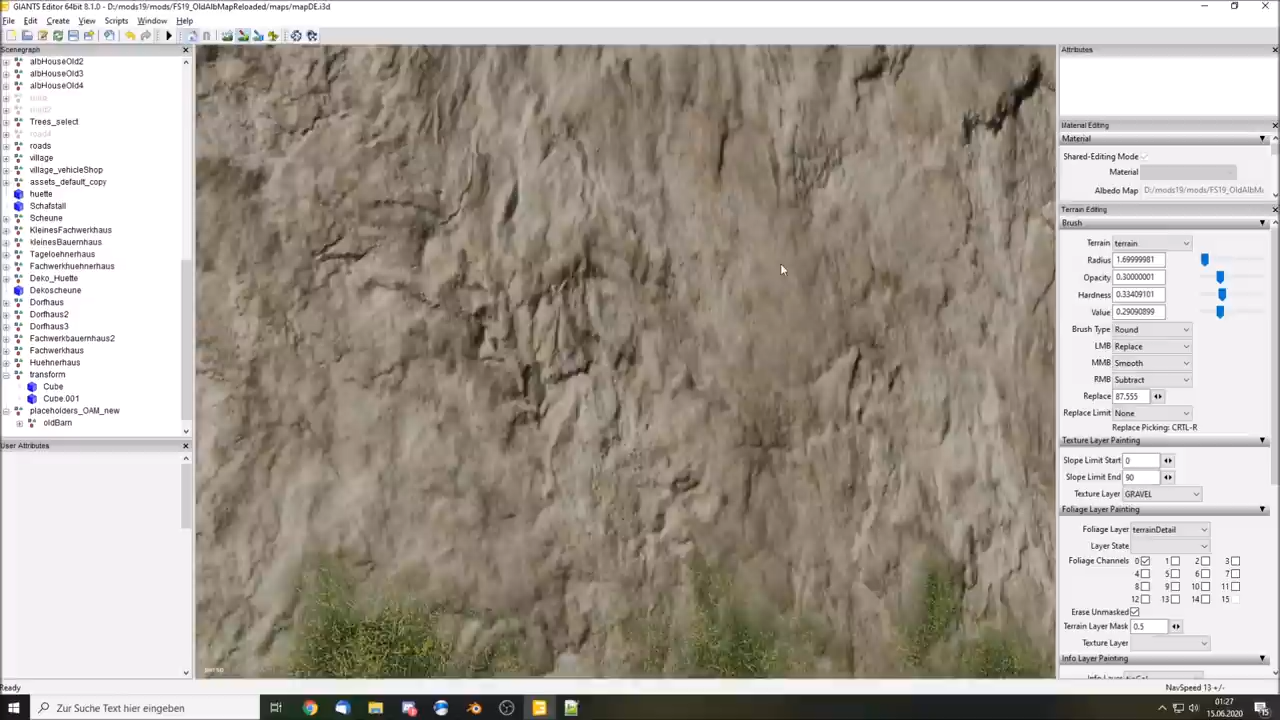 GIANTS Editor 64bit 8.1.0 - D:/mods19/mods/FS19_OldAlbMapReloaded/maps/mapDE.i3d
File Edit Create View Scripts Window Help
Scenegraph
albHouseOld2
albHouseOld3
albHouseOld4
Trees_select
road4
roads
village
village_vehicleShop
assets_default_copy
huette
Schafstall
Scheune
KleinesFachwerkhaus
kleinesBauernhaus
Tageloehnerhaus
Fachwerkhuehnerhaus
Deko_Huette
Dekoscheune
Dorfhaus
Dorfhaus2
Dorfhaus3
Fachwerkbauernhaus2
Fachwerkhaus
Huehnerhaus
transform
Cube
Cube.001
placeholders_OAM_new
oldBarn
User Attributes
persp
Attributes
Material Editing
Material
Shared-Editing Mode
Material
Albedo Map D:/mods19/mods/FS19_OldAlbMa
Terrain Editing
Brush
Terrain terrain
Radius 1.69999981
Opacity 0.30000001
Hardness 0.33409101
Value 0.29090899
Brush Type Round
LMB Replace
MMB Smooth
RMB Subtract
Replace 87.555
Replace Limit None
Replace Picking: CRTL-R
Texture Layer Painting
Slope Limit Start 0
Slope Limit End 90
Texture Layer GRAVEL
Foliage Layer Painting
Foliage Layer terrainDetail
Layer State
Foliage Channels 0 1 2 3
4 5 6 7
8 9 10 11
12 13 14 15
Erase Unmasked
Terrain Layer Mask 0.5
Texture Layer
Info Layer Painting
Ready
NavSpeed 13 +/-
Zur Suche Text hier eingeben
01:27
15.06.2020